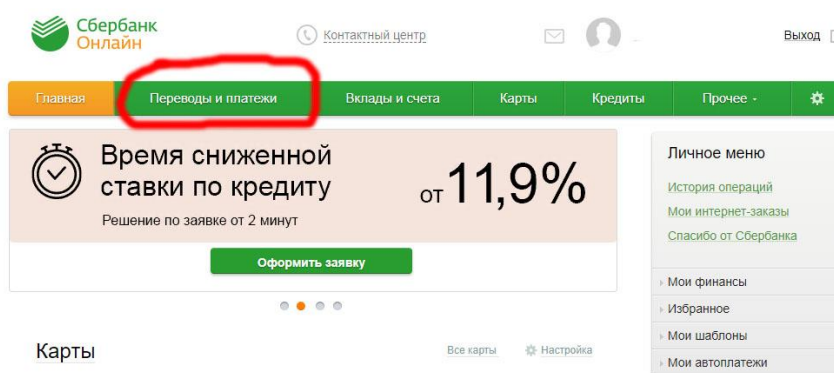 Сбербанк
Онлайн
Контактный центр
Выход
Главная
Переводы и платежи
Вклады и счета
Карты
Кредиты
Прочее
Время сниженной
ставки по кредиту
от 11,9%
Решение по заявке от 2 минут
Оформить заявку
Карты
Все карты
Настройка
Личное меню
История операций
Мои интернет-заказы
Спасибо от Сбербанка
Мои финансы
Избранное
Мои шаблоны
Мои автоплатежи